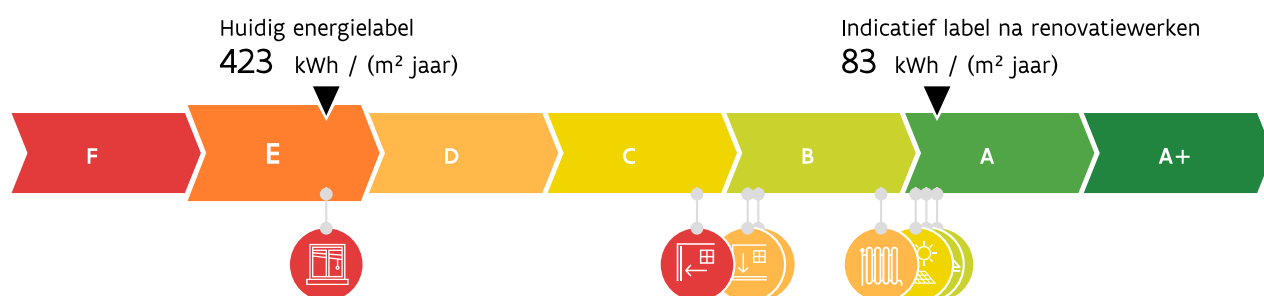 Huidig energielabel
423 kWh / (m² jaar)
Indicatief label na renovatiewerken
83 kWh / (m² jaar)
F E D C B A A+